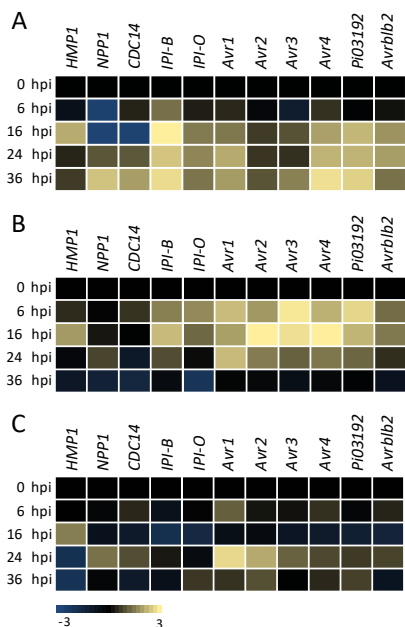 A
HMP1 NPP1 CDC14 IPI-B IPI-O Avr1 Avr2 Avr3 Avr4 Pi03192 Avrblb2
0 hpi
6 hpi
16 hpi
24 hpi
36 hpi
B
HMP1 NPP1 CDC14 IPI-B IPI-O Avr1 Avr2 Avr3 Avr4 Pi03192 Avrblb2
0 hpi
6 hpi
16 hpi
24 hpi
36 hpi
C
HMP1 NPP1 CDC14 IPI-B IPI-O Avr1 Avr2 Avr3 Avr4 Pi03192 Avrblb2
0 hpi
6 hpi
16 hpi
24 hpi
36 hpi
-3 3